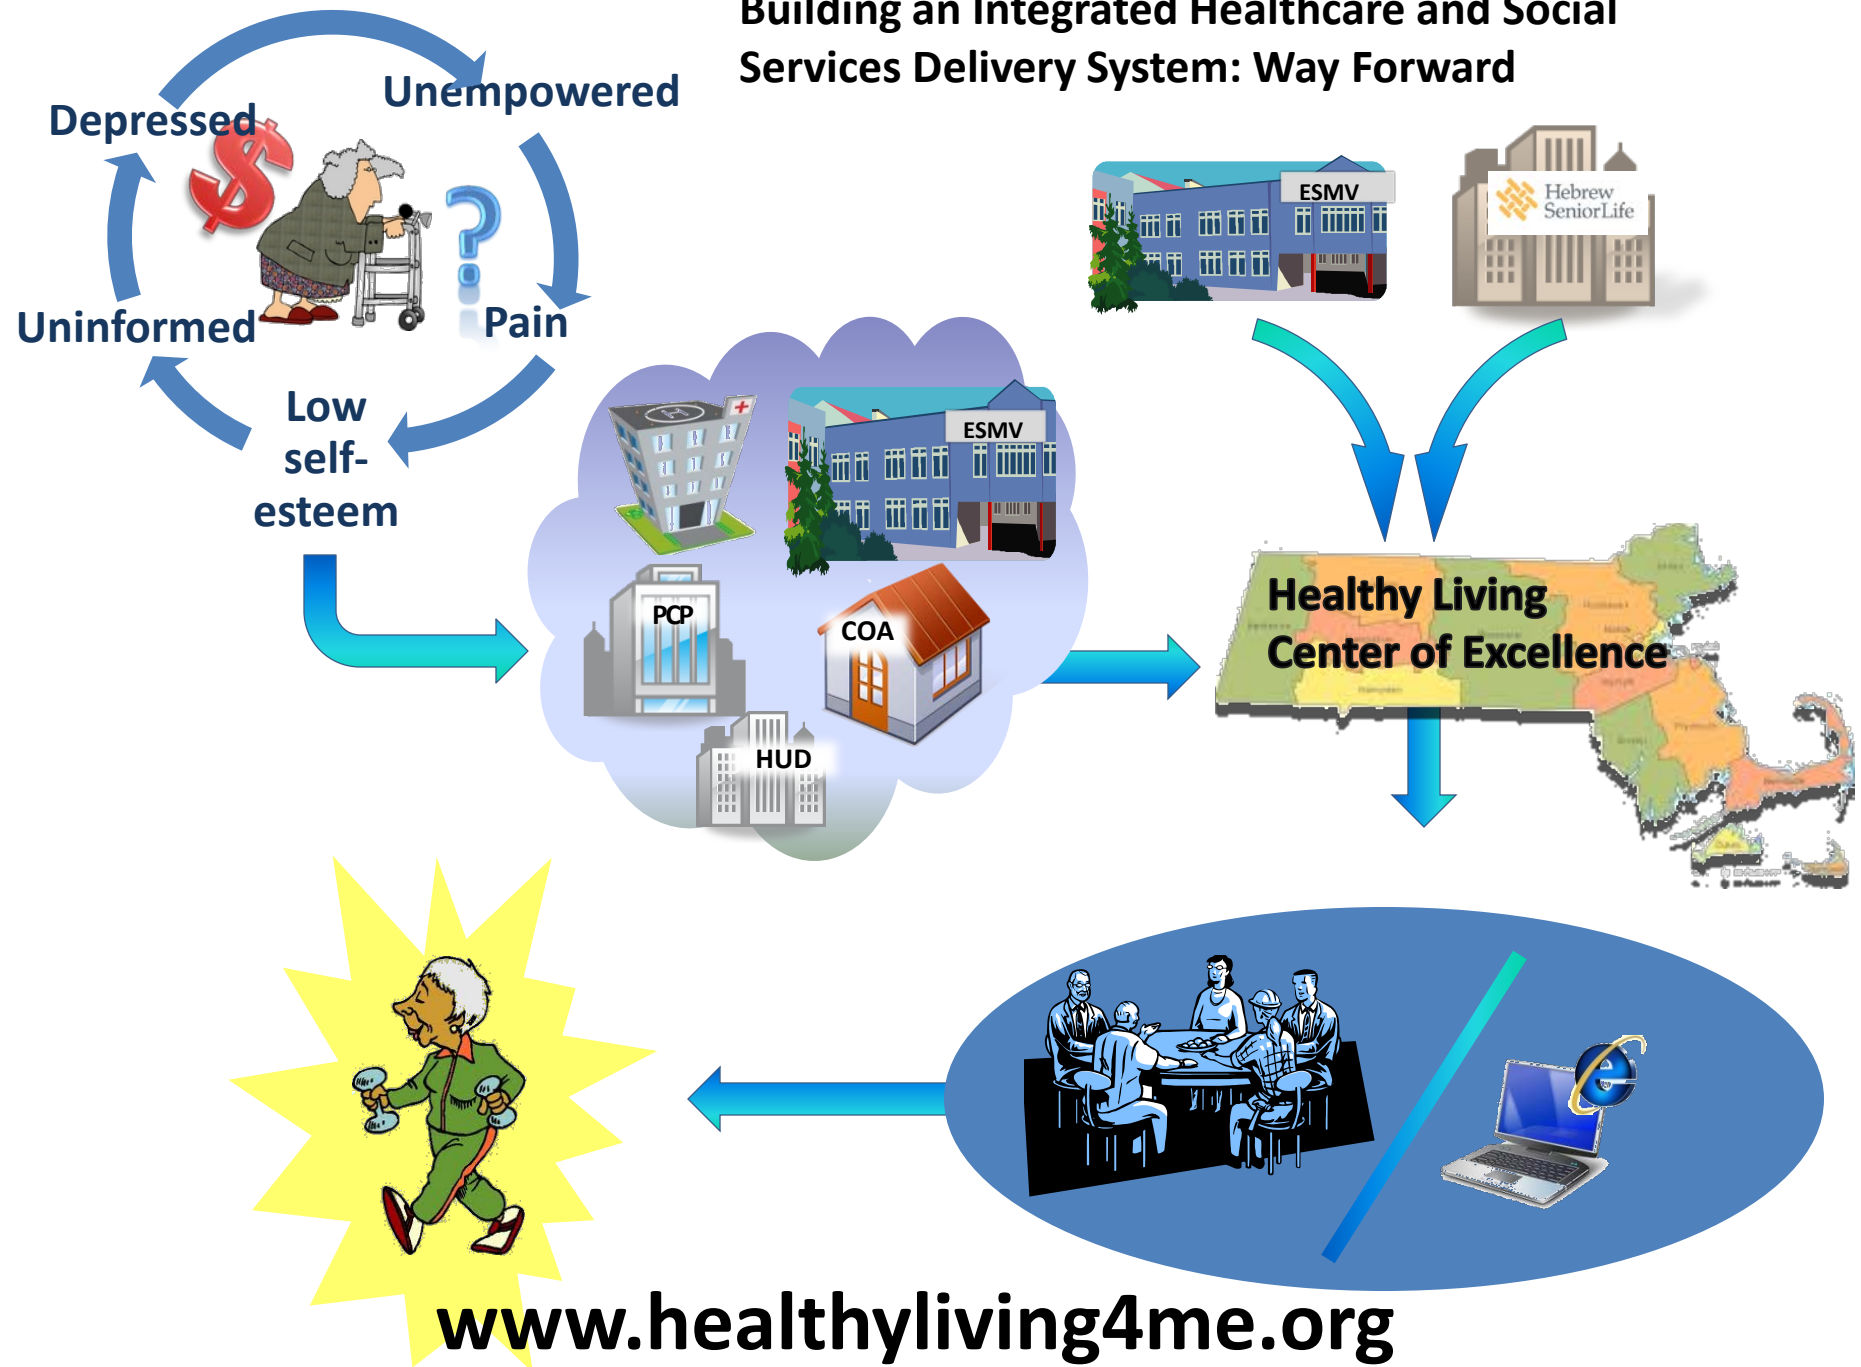 Building an Integrated Healthcare and Social
Services Delivery System: Way Forward
Unempowered
Depressed
Uninformed
Pain
Low
self-
esteem
ESMV
Hebrew
SeniorLife
ESMV
PCP
COA
HUD
Healthy Living
Center of Excellence
www.healthyliving4me.org